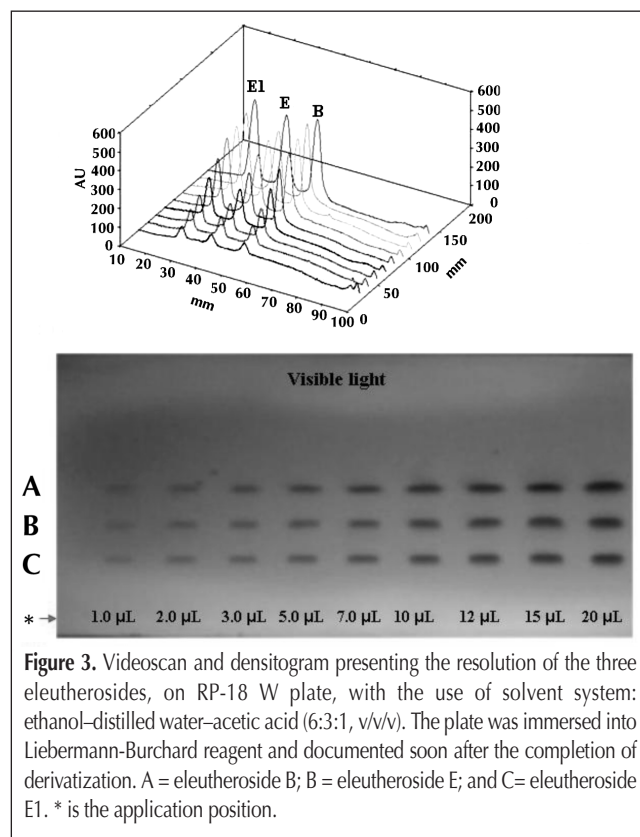 E1
E
B
600
500
400
300
200
100
0
AU
600
500
400
300
200
100
0
10
20
30
40
50
60
70
80
90
100
mm
0
50
100
150
200
mm
Visible light
A
B
C
* 1.0 µL 2.0 µL 3.0 µL 5.0 µL 7.0 µL 10 µL 12 µL 15 µL 20 µL
Figure 3. Videoscan and densitogram presenting the resolution of the three
eleutherosides, on RP-18 W plate, with the use of solvent system:
ethanol–distilled water–acetic acid (6:3:1, v/v/v). The plate was immersed into
Liebermann-Burchard reagent and documented soon after the completion of
derivatization. A = eleutheroside B; B = eleutheroside E; and C= eleutheroside
E1. * is the application position.